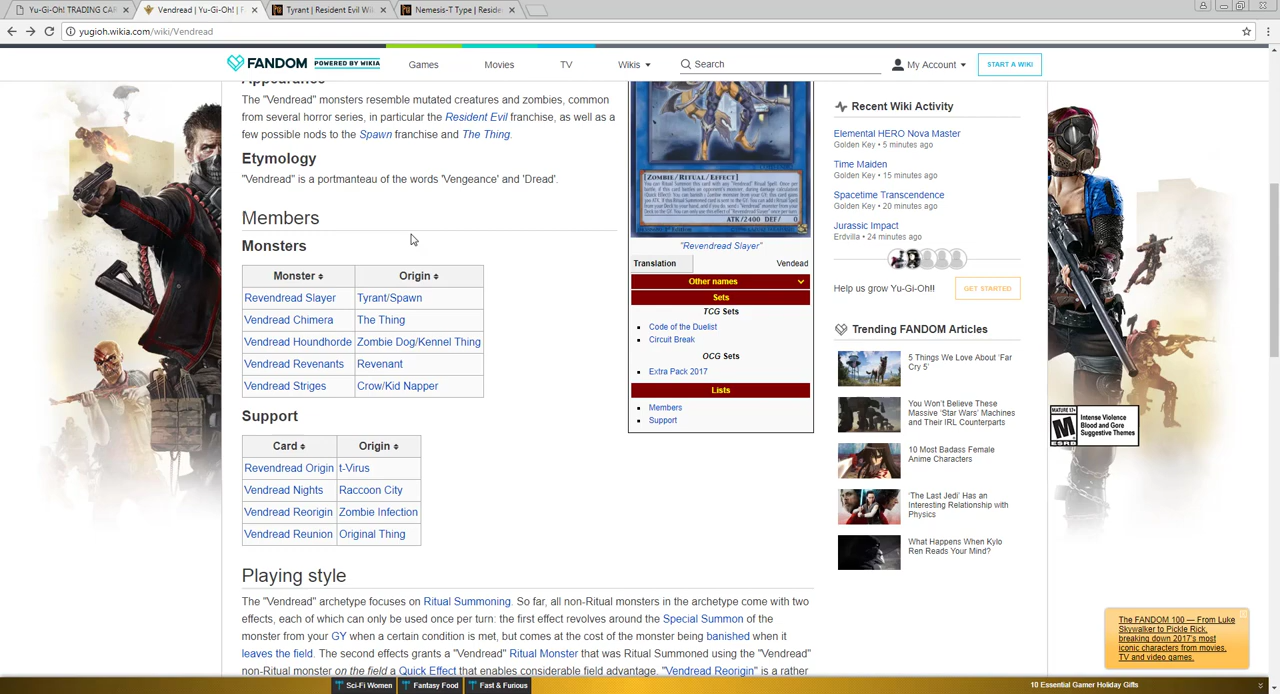 Yu-Gi-Oh! TRADING CAR
Vendread | Yu-Gi-Oh! | F
Tyrant | Resident Evil Wi
Nemesis-T Type | Reside
yugioh.wikia.com/wiki/Vendread
FANDOM POWERED BY WIKIA
Games
Movies
TV
Wikis
Search
My Account
START A WIKI
Appearance
The "Vendread" monsters resemble mutated creatures and zombies, common
from several horror series, in particular the Resident Evil franchise, as well as a
few possible nods to the Spawn franchise and The Thing.
Etymology
"Vendread" is a portmanteau of the words 'Vengeance' and 'Dread'.
Members
Monsters
Monster Origin
Revendread Slayer Tyrant/Spawn
Vendread Chimera The Thing
Vendread Houndhorde Zombie Dog/Kennel Thing
Vendread Revenants Revenant
Vendread Striges Crow/Kid Napper
Support
Card Origin
Revendread Origin t-Virus
Vendread Nights Raccoon City
Vendread Reorigin Zombie Infection
Vendread Reunion Original Thing
Playing style
The "Vendread" archetype focuses on Ritual Summoning. So far, all non-Ritual monsters in the archetype come with two
effects, each of which can only be used once per turn: the first effect revolves around the Special Summon of the
monster from your GY when a certain condition is met, but comes at the cost of the monster being banished when it
leaves the field. The second effects grants a "Vendread" Ritual Monster that was Ritual Summoned using the "Vendread"
non-Ritual monster on the field a Quick Effect that enables considerable field advantage. "Vendread Reorigin" is a rather
[ZOMBIE/RITUAL/EFFECT]
ATK/2400 DEF/ 0
"Revendread Slayer"
Translation Vendead
Other names
Sets
TCG Sets
Code of the Duelist
Circuit Break
OCG Sets
Extra Pack 2017
Lists
Members
Support
Recent Wiki Activity
Elemental HERO Nova Master
Golden Key • 5 minutes ago
Time Maiden
Golden Key • 15 minutes ago
Spacetime Transcendence
Golden Key • 20 minutes ago
Jurassic Impact
Erdvilla • 24 minutes ago
Help us grow Yu-Gi-Oh!!
GET STARTED
Trending FANDOM Articles
5 Things We Love About 'Far
Cry 5'
You Won't Believe These
Massive 'Star Wars' Machines
and Their IRL Counterparts
10 Most Badass Female
Anime Characters
'The Last Jedi' Has an
Interesting Relationship with
Physics
What Happens When Kylo
Ren Reads Your Mind?
MATURE 17+
M
ESRB
Intense Violence
Blood and Gore
Suggestive Themes
The FANDOM 100 — From Luke
Skywalker to Pickle Rick,
breaking down 2017's most
iconic characters from movies,
TV and video games.
Sci-Fi Women
Fantasy Food
Fast & Furious
10 Essential Gamer Holiday Gifts